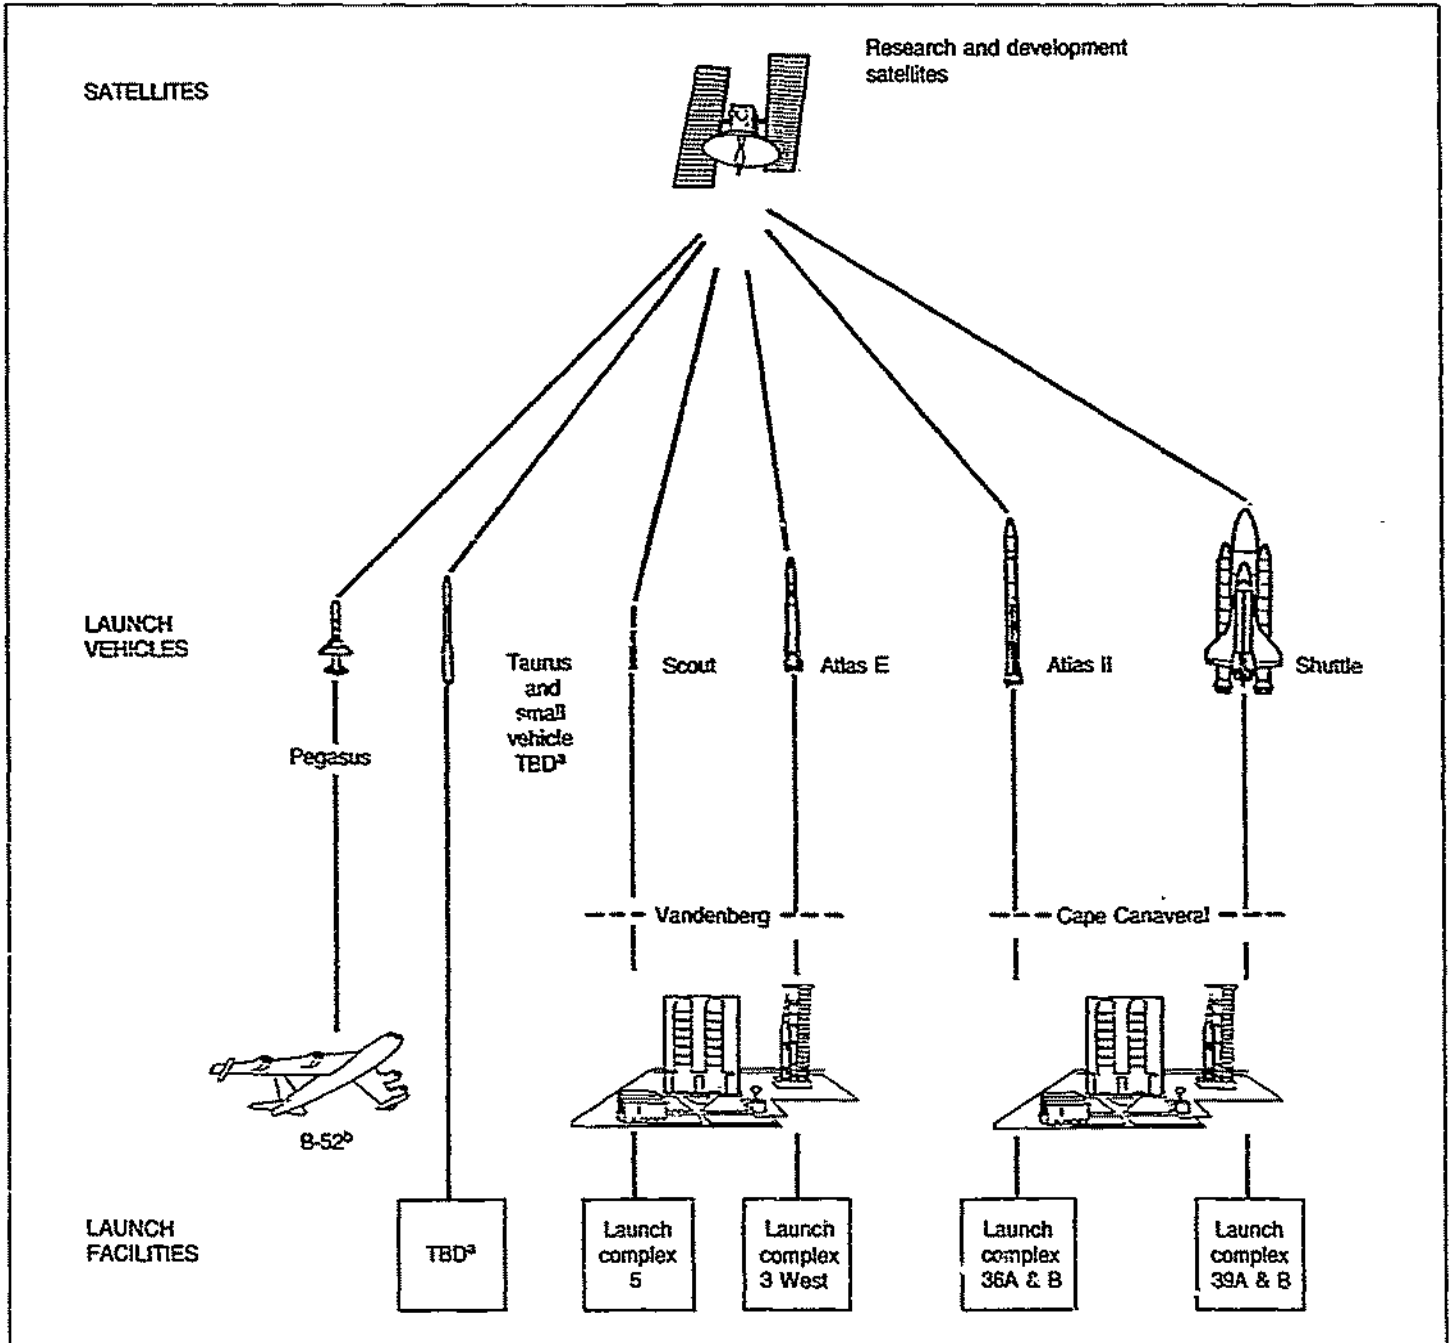 Research and development
satellites
SATELLITES
LAUNCH
VEHICLES
Pegasus
Taurus
and
small
vehicle
TBDᵃ
Scout
Atlas E
Atlas II
Shuttle
Vandenberg
Cape Canaveral
B-52ᵇ
LAUNCH
FACILITIES
TBDᵃ
Launch
complex
5
Launch
complex
3 West
Launch
complex
36A & B
Launch
complex
39A & B